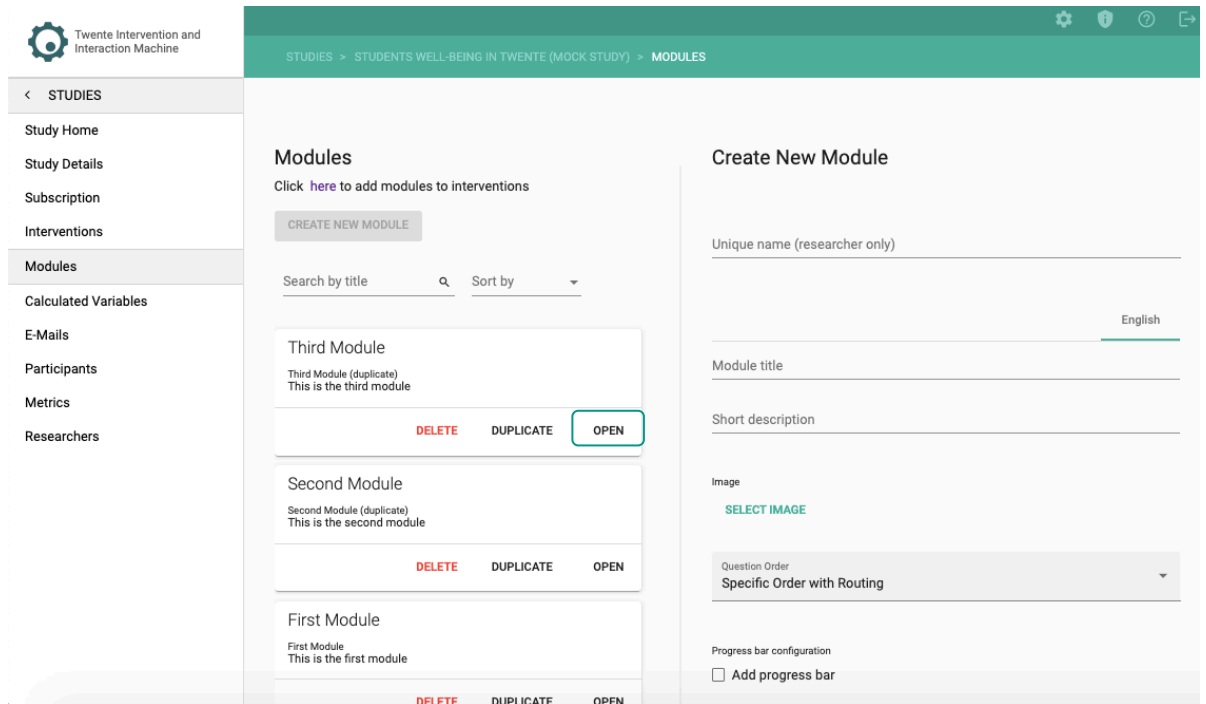 Twente Intervention and
Interaction Machine
STUDIES > STUDENTS WELL-BEING IN TWENTE (MOCK STUDY) > MODULES
< STUDIES
Study Home
Study Details
Subscription
Interventions
Modules
Calculated Variables
E-Mails
Participants
Metrics
Researchers
Modules
Click here to add modules to interventions
CREATE NEW MODULE
Search by title
Sort by
Third Module
Third Module (duplicate)
This is the third module
DELETE DUPLICATE OPEN
Second Module
Second Module (duplicate)
This is the second module
DELETE DUPLICATE OPEN
First Module
First Module
This is the first module
DELETE DUPLICATE OPEN
Create New Module
Unique name (researcher only)
English
Module title
Short description
Image
SELECT IMAGE
Question Order
Specific Order with Routing
Progress bar configuration
Add progress bar